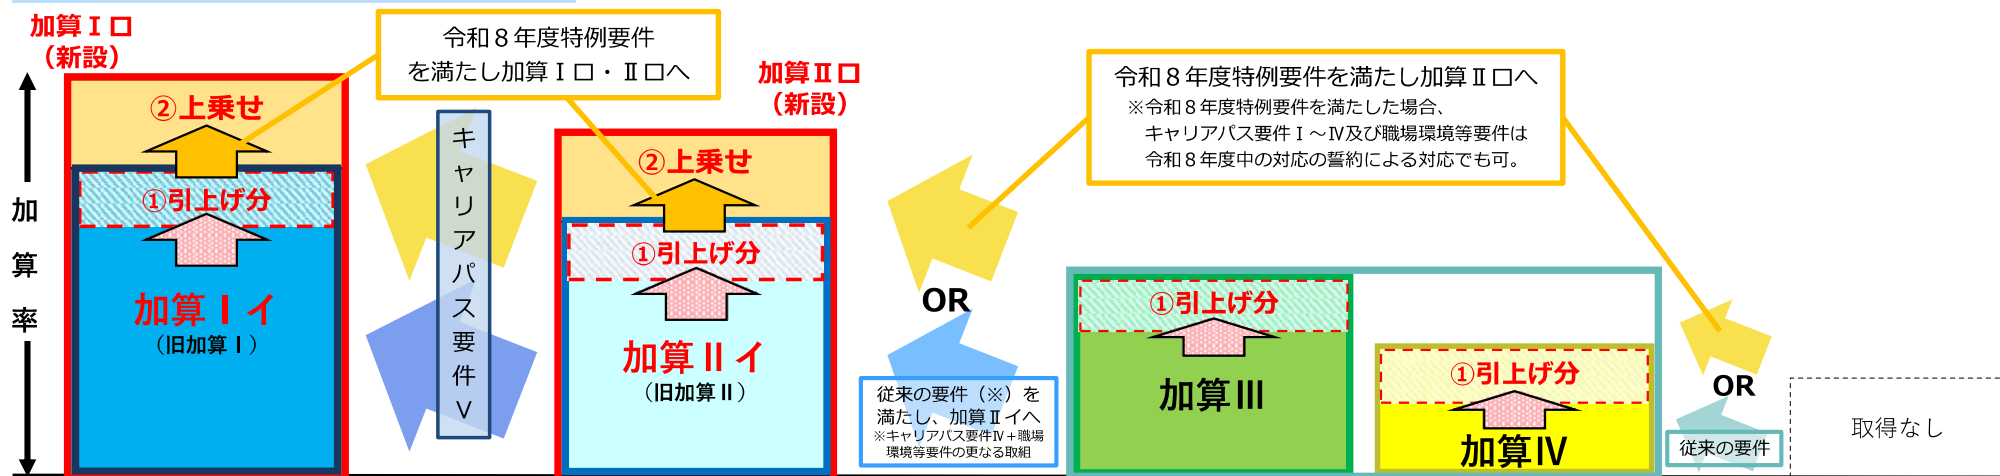 加算Ⅰロ
（新設）
②上乗せ
①引上げ分
加算Ⅰイ
（旧加算Ⅰ）
加算率
令和８年度特例要件
を満たし加算Ⅰロ・Ⅱロへ
キャリアパス要件Ⅴ
加算Ⅱロ
（新設）
②上乗せ
①引上げ分
加算Ⅱイ
（旧加算Ⅱ）
令和８年度特例要件を満たし加算Ⅱロへ
※令和８年度特例要件を満たした場合、
キャリアパス要件Ⅰ～Ⅳ及び職場環境等要件は
令和８年度中の対応の誓約による対応でも可。
OR
従来の要件（※）を
満たし、加算Ⅱイへ
※キャリアパス要件Ⅳ＋職場
環境等要件の更なる取組
①引上げ分
加算Ⅲ
①引上げ分
加算Ⅳ
OR
従来の要件
取得なし